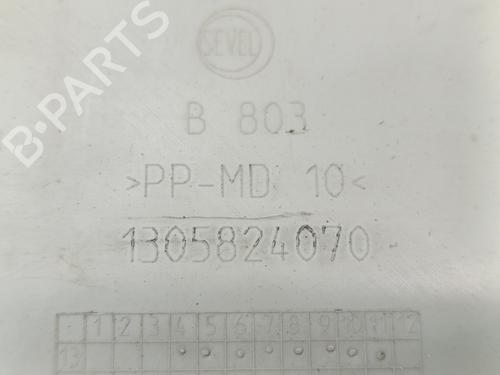 SEVEL
B 803
>PP-MD 10<
1305824070
1 2 3 4 5 6 7 8 9 10 11 12
13
B-PARTS